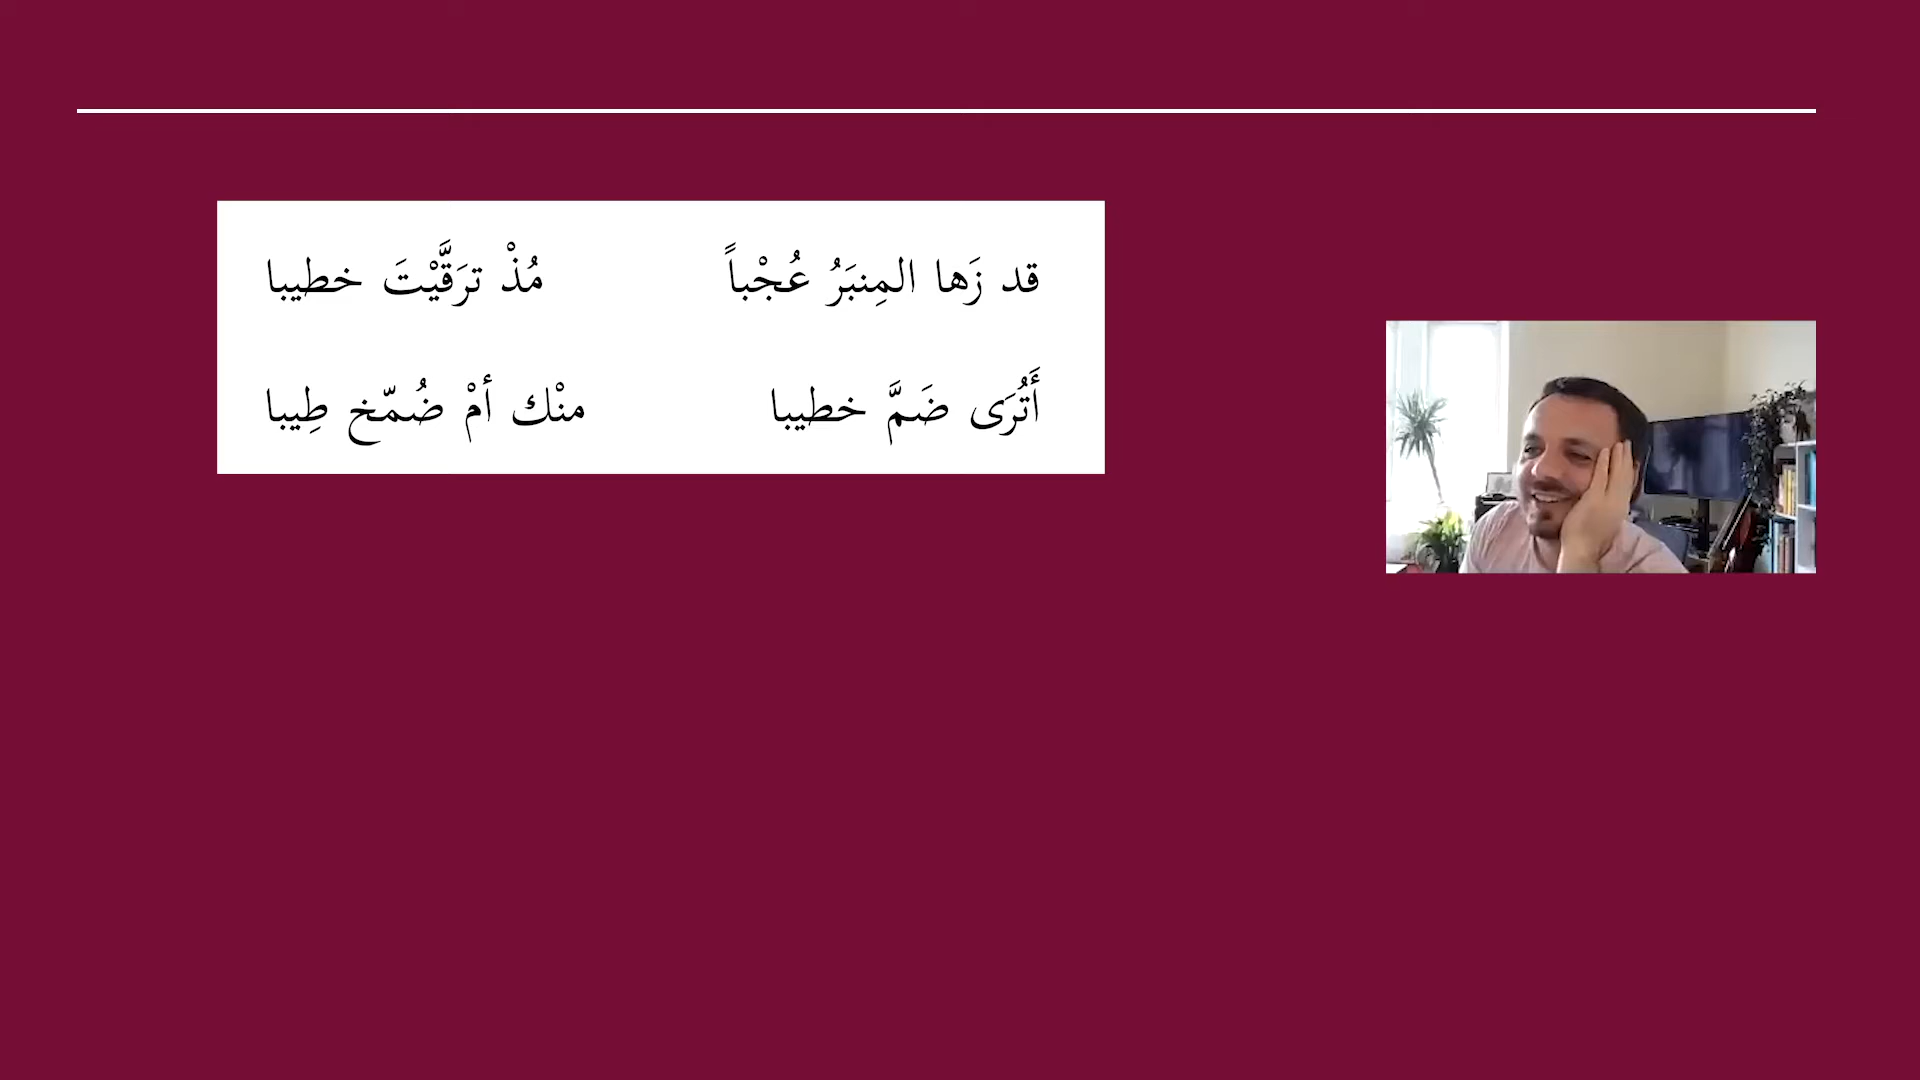 قد زَها المِنبَرُ عُجْباً مُذْ ترَقَّيْتَ خطيبا
أَتُرَى ضَمَّ خطيبا منْك أمْ ضُمّخ طِيبا